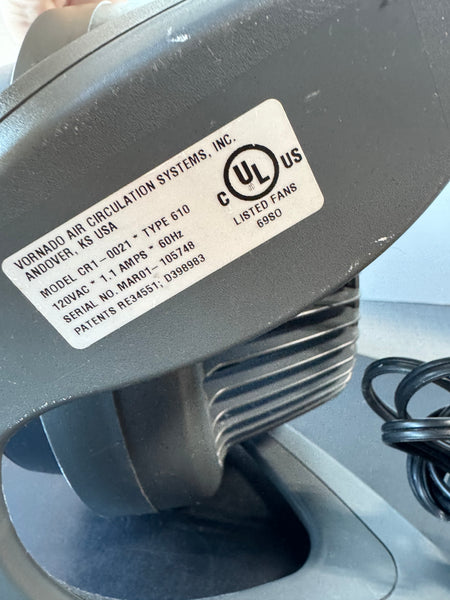 VORNADO AIR CIRCULATION SYSTEMS, INC.
ANDOVER, KS USA
MODEL CR1-0021 * TYPE 610
120VAC * 1.1 AMPS * 60Hz
SERIAL NO. MAR01-105748
PATENTS RE34551; D398983
C UL US
LISTED FANS
69S0